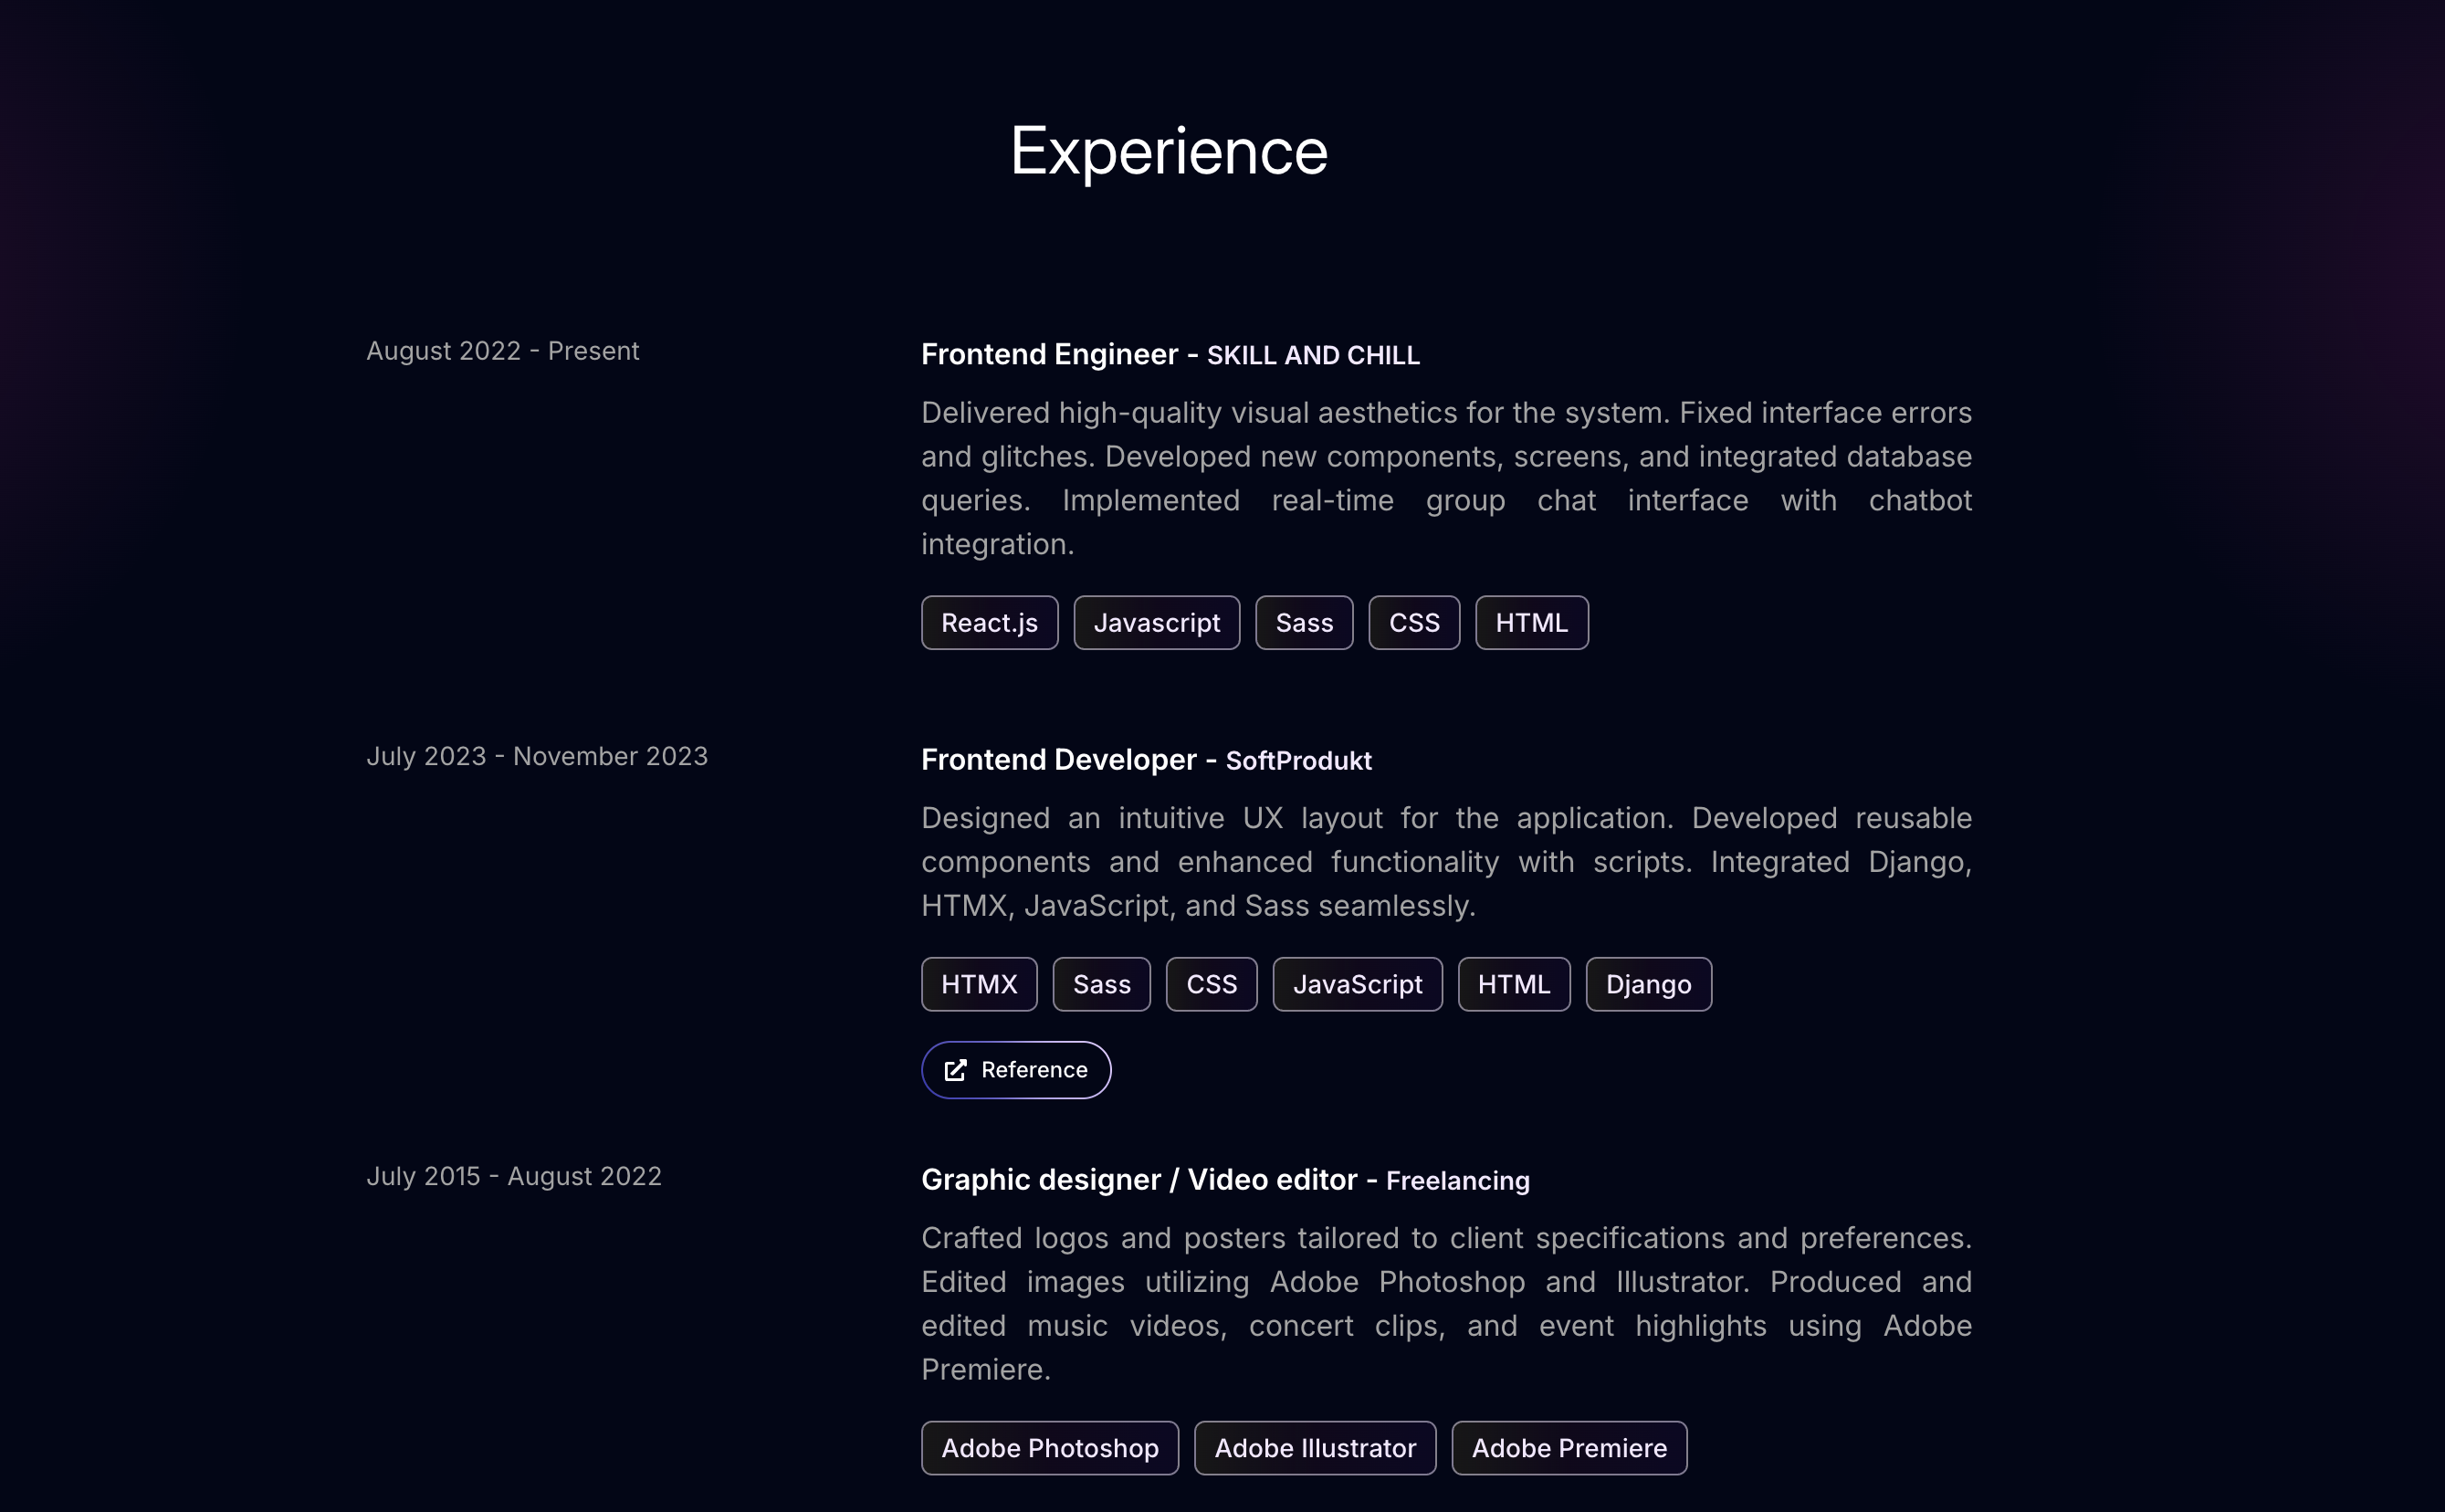 Experience
August 2022 - Present
Frontend Engineer - SKILL AND CHILL
Delivered high-quality visual aesthetics for the system. Fixed interface errors
and glitches. Developed new components, screens, and integrated database
queries. Implemented real-time group chat interface with chatbot
integration.
React.js Javascript Sass CSS HTML
July 2023 - November 2023
Frontend Developer - SoftProdukt
Designed an intuitive UX layout for the application. Developed reusable
components and enhanced functionality with scripts. Integrated Django,
HTMX, JavaScript, and Sass seamlessly.
HTMX Sass CSS JavaScript HTML Django
Reference
July 2015 - August 2022
Graphic designer / Video editor - Freelancing
Crafted logos and posters tailored to client specifications and preferences.
Edited images utilizing Adobe Photoshop and Illustrator. Produced and
edited music videos, concert clips, and event highlights using Adobe
Premiere.
Adobe Photoshop Adobe Illustrator Adobe Premiere